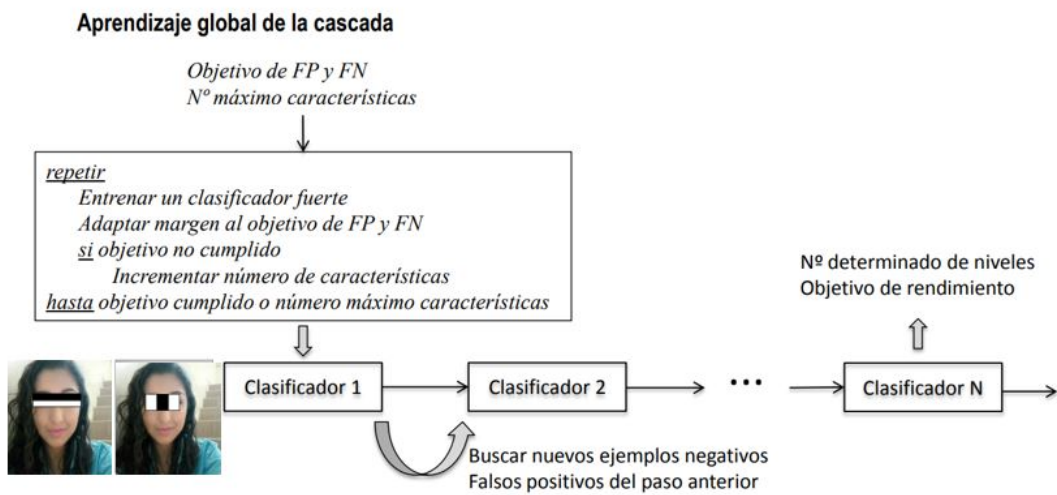 Aprendizaje global de la cascada
Objetivo de FP y FN
Nº máximo características
repetir
Entrenar un clasificador fuerte
Adaptar margen al objetivo de FP y FN
si objetivo no cumplido
Incrementar número de características
hasta objetivo cumplido o número máximo características
Nº determinado de niveles
Objetivo de rendimiento
Clasificador 1
Clasificador 2
...
Clasificador N
Buscar nuevos ejemplos negativos
Falsos positivos del paso anterior